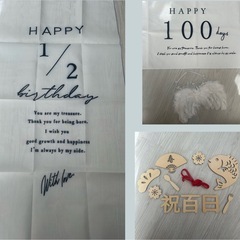 HAPPY
1/2
birthday
You are my treasure.
Thank you for being here.
I wish you
good growth and happiness
I'm always by my side.
With love
HAPPY
100 days
寿
祝百日